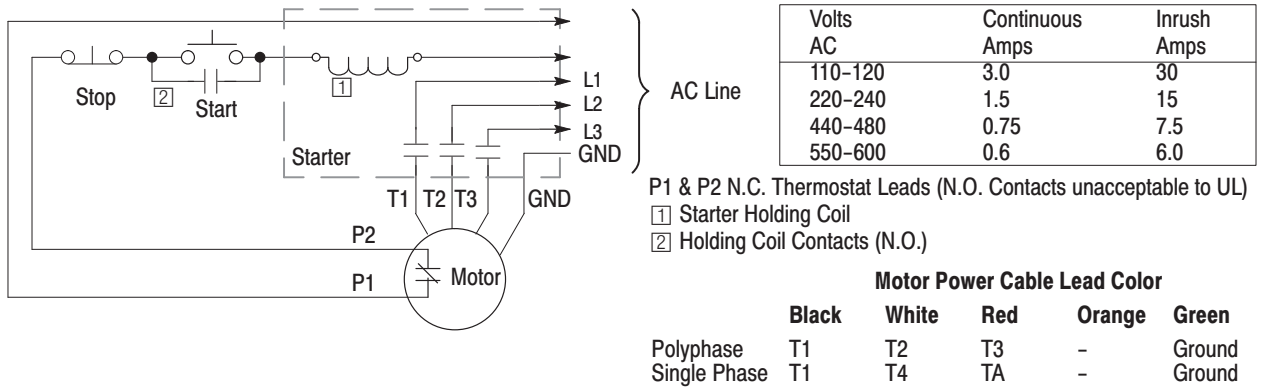 Stop
2
Start
1
Starter
L1
L2
L3
GND
AC Line
T1 T2 T3 GND
P2
P1
Motor
Volts AC Continuous Amps Inrush Amps
110-120 3.0 30
220-240 1.5 15
440-480 0.75 7.5
550-600 0.6 6.0
P1 & P2 N.C. Thermostat Leads (N.O. Contacts unacceptable to UL)
1 Starter Holding Coil
2 Holding Coil Contacts (N.O.)
Motor Power Cable Lead Color
Black White Red Orange Green
Polyphase T1 T2 T3 - Ground
Single Phase T1 T4 TA - Ground